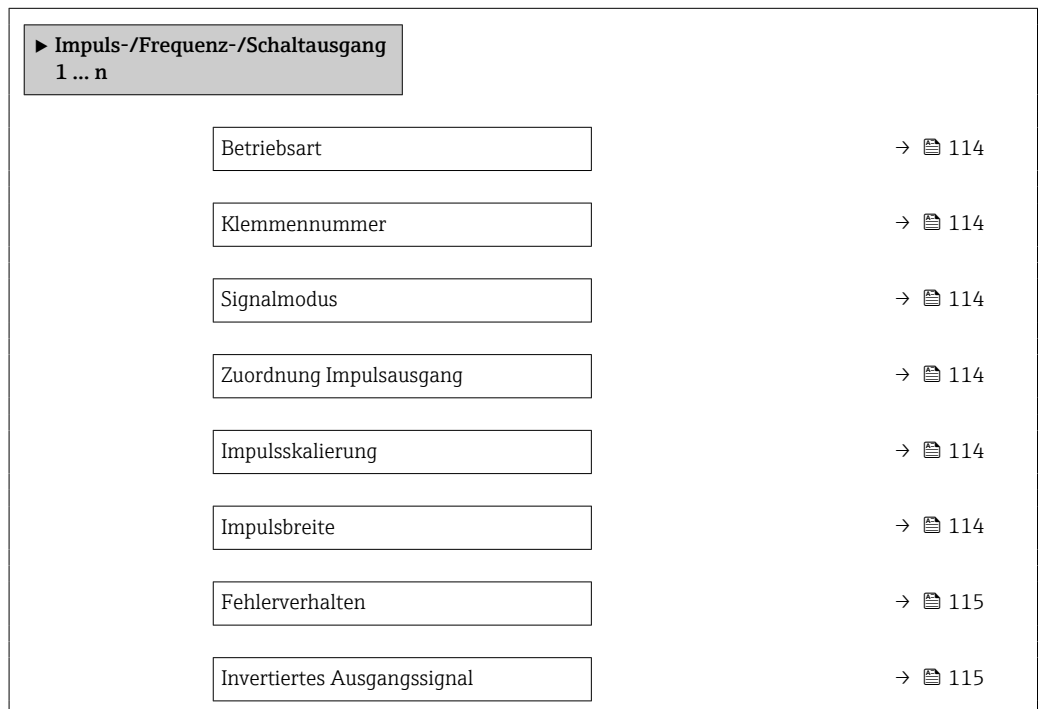 ► Impuls-/Frequenz-/Schaltausgang
1 ... n
Betriebsart → 114
Klemmennummer → 114
Signalmodus → 114
Zuordnung Impulsausgang → 114
Impulsskalierung → 114
Impulsbreite → 114
Fehlerverhalten → 115
Invertiertes Ausgangssignal → 115